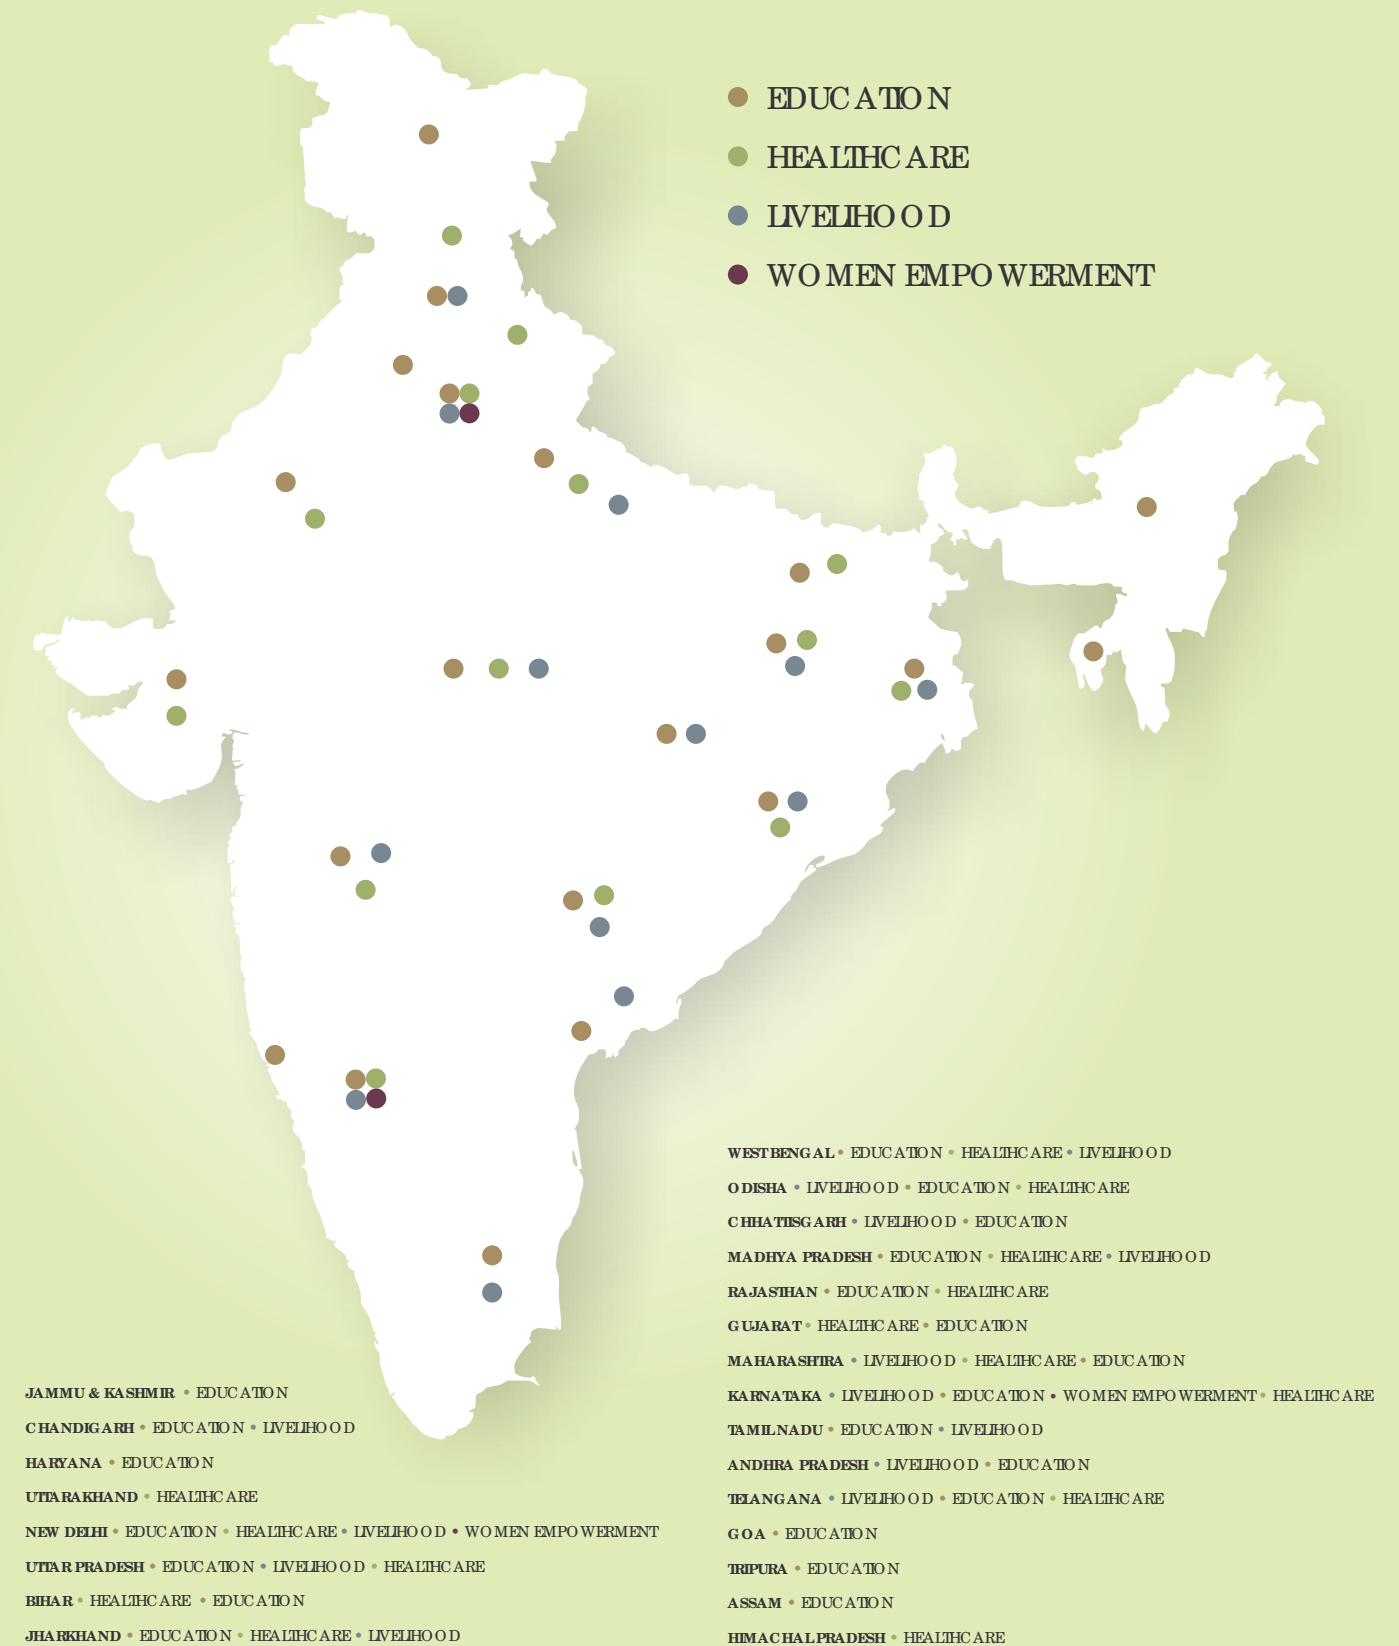 EDUCATION
HEALTHCARE
LIVELIHOOD
WOMEN EMPOWERMENT
JAMMU & KASHMIR • EDUCATION
CHANDIGARH • EDUCATION • LIVELIHOOD
HARYANA • EDUCATION
UTTARAKHAND • HEALTHCARE
NEW DELHI • EDUCATION • HEALTHCARE • LIVELIHOOD • WOMEN EMPOWERMENT
UTTAR PRADESH • EDUCATION • LIVELIHOOD • HEALTHCARE
BIHAR • HEALTHCARE • EDUCATION
JHARKHAND • EDUCATION • HEALTHCARE • LIVELIHOOD
WEST BENGAL • EDUCATION • HEALTHCARE • LIVELIHOOD
ODISHA • LIVELIHOOD • EDUCATION • HEALTHCARE
CHHATTISGARH • LIVELIHOOD • EDUCATION
MADHYA PRADESH • EDUCATION • HEALTHCARE • LIVELIHOOD
RAJASTHAN • EDUCATION • HEALTHCARE
GUJARAT • HEALTHCARE • EDUCATION
MAHARASHTRA • LIVELIHOOD • HEALTHCARE • EDUCATION
KARNATAKA • LIVELIHOOD • EDUCATION • WOMEN EMPOWERMENT • HEALTHCARE
TAMIL NADU • EDUCATION • LIVELIHOOD
ANDHRA PRADESH • LIVELIHOOD • EDUCATION
TELANGANA • LIVELIHOOD • EDUCATION • HEALTHCARE
GOA • EDUCATION
TRIPURA • EDUCATION
ASSAM • EDUCATION
HIMACHAL PRADESH • HEALTHCARE